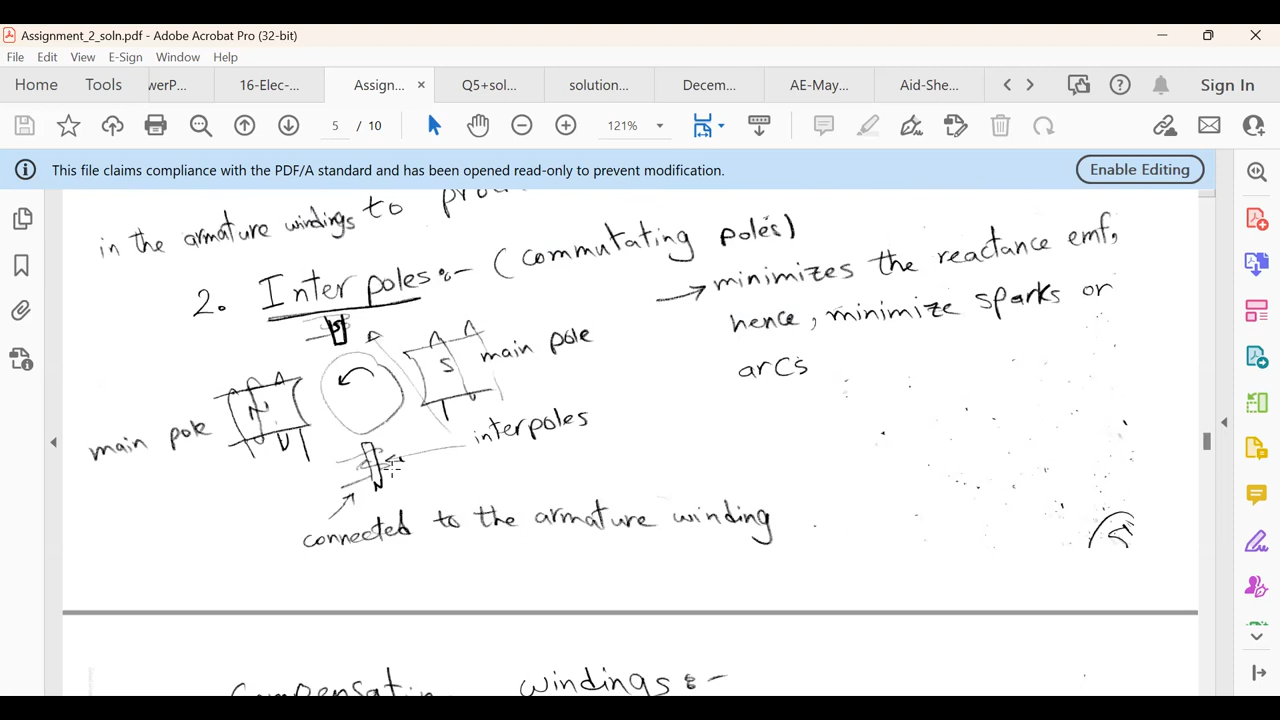 Assignment_2_soln.pdf - Adobe Acrobat Pro (32-bit)
File Edit View Window Help
Home Tools werP... 16-Elec-... Assign... × Q5+sol... solution... Decem... AE-May... Aid-She... Sign In
5 / 10 121%
This file claims compliance with the PDF/A standard and has been opened read-only to prevent modification. Enable Editing
in the armature windings to
2. Interpoles:- (commutating poles)
→ minimizes the reactance emf,
hence, minimize sparks or
arcs
S main pole
N
main pole
interpoles
N
connected to the armature winding
windings:-